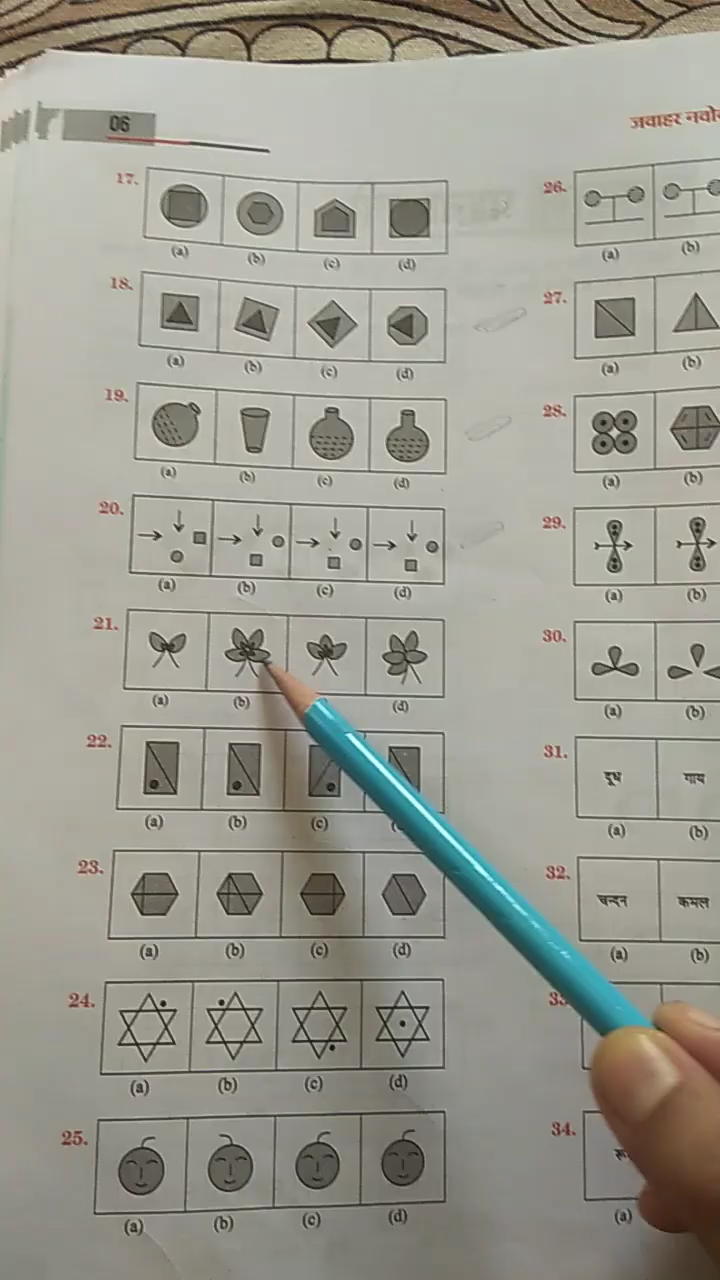 06
जवाहर
17.
(a) (b) (c) (d)
18.
(a) (b) (c) (d)
19.
(a) (b) (c) (d)
20.
(a) (b) (c) (d)
21.
(a) (b) (d)
22.
(a) (b) (c)
23.
(a) (b) (c) (d)
24.
(a) (b) (c) (d)
25.
(a) (b) (c) (d)
26.
(a) (b)
27.
(a) (b)
28.
(a) (b)
29.
(a) (b)
30.
(a) (b)
31.
दूध गाय
(a) (b)
32.
चन्दन कमल
(a) (b)
34.
(a)